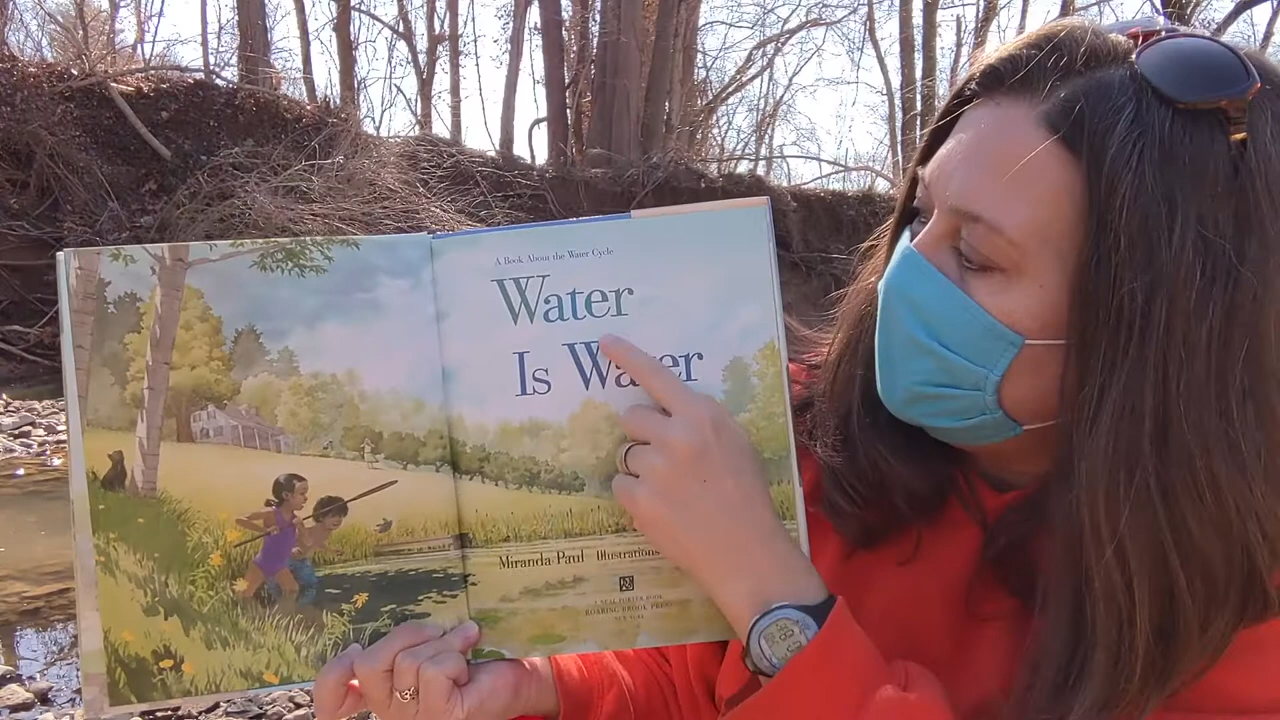 A Book About the Water Cycle
Water
Is Water
Miranda Paul Illustrations
A NEAL PORTER BOOK
ROARING BROOK PRESS
NEW YORK